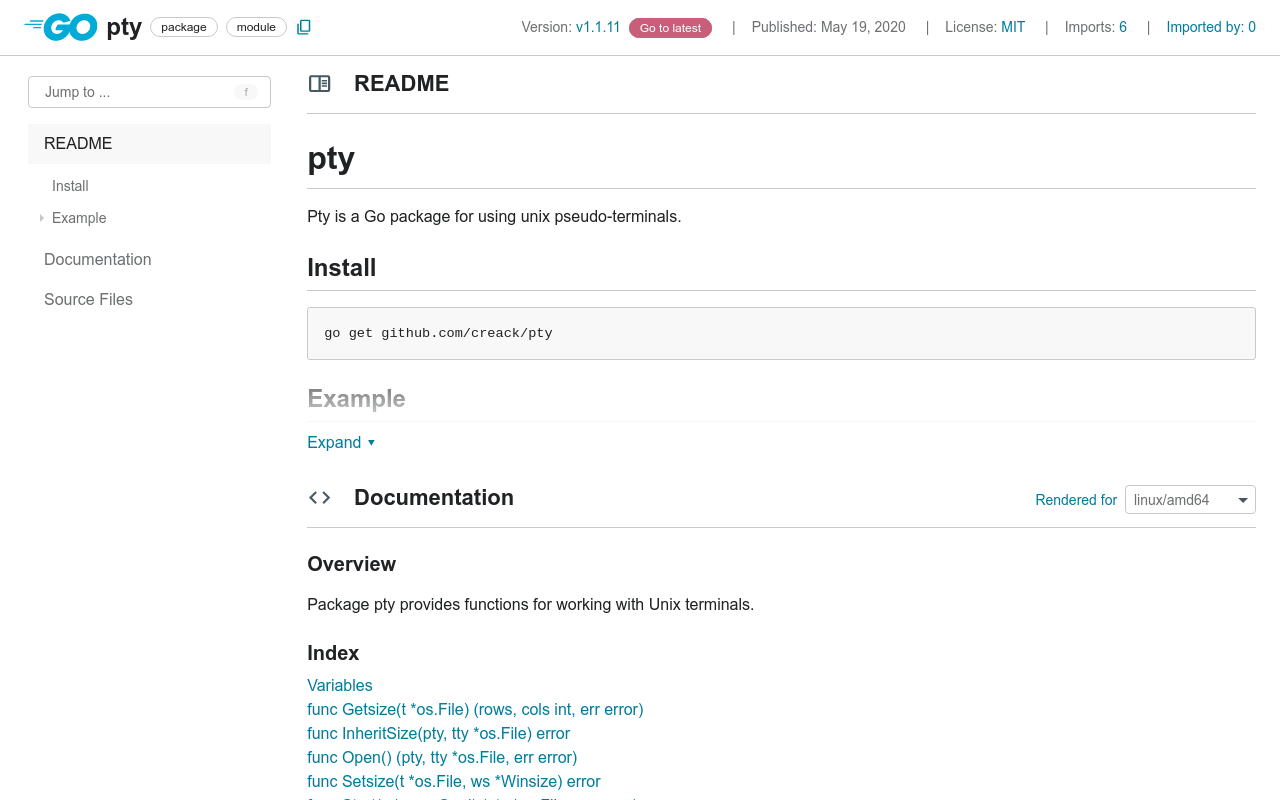 GO pty package module Version: v1.1.11 Go to latest | Published: May 19, 2020 | License: MIT | Imports: 6 | Imported by: 0
Jump to ... f
README
Install
Example
Documentation
Source Files
README
pty
Pty is a Go package for using unix pseudo-terminals.
Install
go get github.com/creack/pty
Example
Expand
Documentation
Rendered for linux/amd64
Overview
Package pty provides functions for working with Unix terminals.
Index
Variables
func Getsize(t *os.File) (rows, cols int, err error)
func InheritSize(pty, tty *os.File) error
func Open() (pty, tty *os.File, err error)
func Setsize(t *os.File, ws *Winsize) error